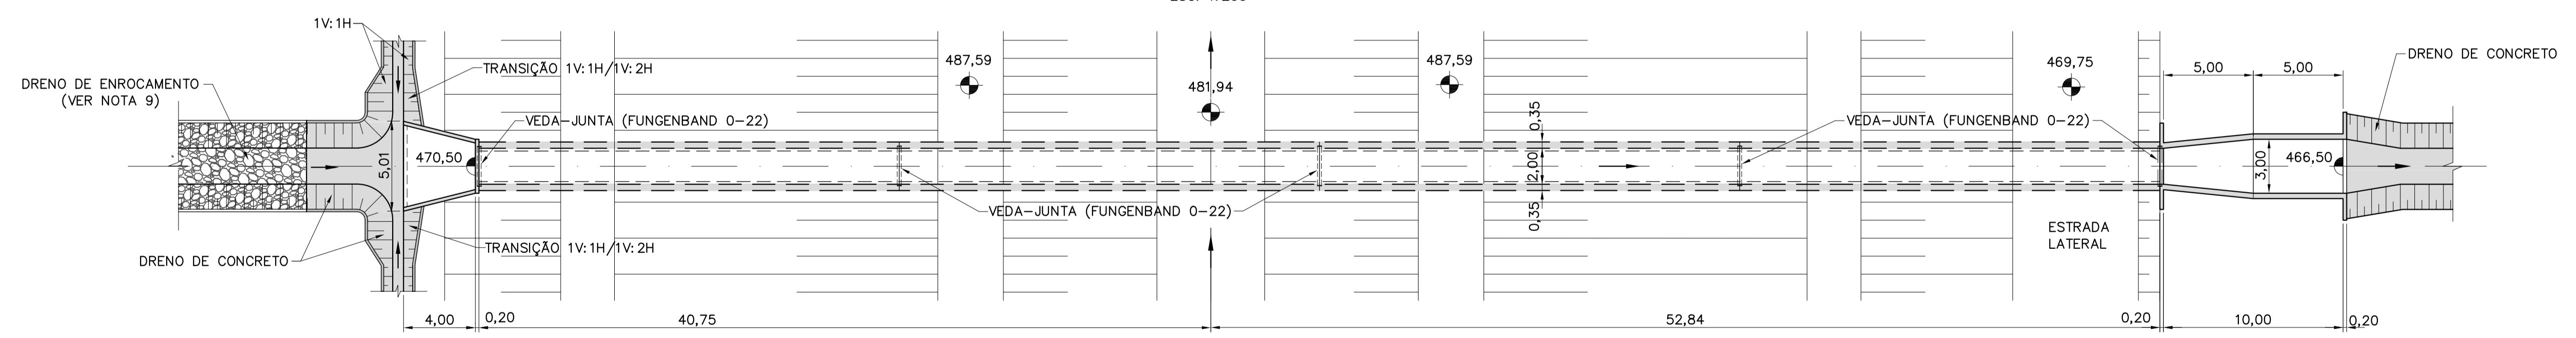 1V:1H
TRANSIÇÃO 1V:1H/1V:2H
DRENO DE ENROCAMENTO
(VER NOTA 9)
VEDA-JUNTA (FUNGENBAND 0-22)
487,59
481,94
487,59
469,75
5,00
5,00
DRENO DE CONCRETO
0,35
VEDA-JUNTA (FUNGENBAND 0-22)
5,01
470,50
2,00
3,00
466,50
VEDA-JUNTA (FUNGENBAND 0-22)
0,35
ESTRADA
LATERAL
TRANSIÇÃO 1V:1H/1V:2H
DRENO DE CONCRETO
4,00
0,20
40,75
52,84
0,20
10,00
0,20